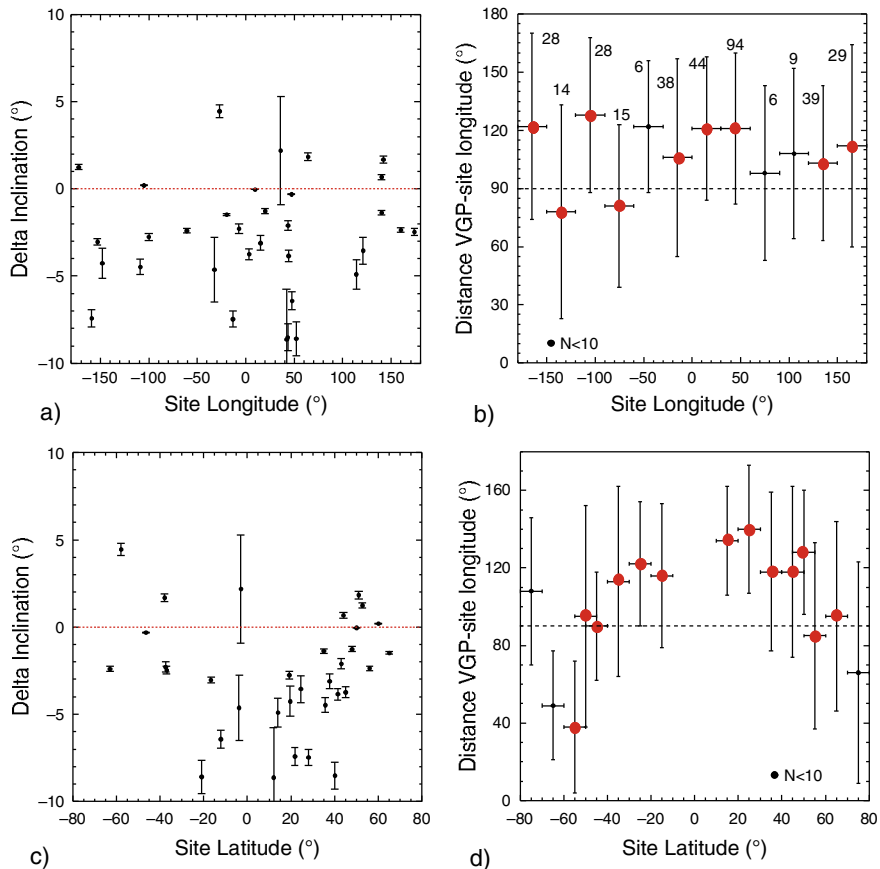 10
5
0
−5
−10
Delta Inclination (°)
−150 −100 −50 0 50 100 150
Site Longitude (°)
a)
180
150
120
90
60
30
0
Distance VGP-site longitude (°)
28 14 28 15 6 38 44 94 6 9 39 29
N<10
−150 −100 −50 0 50 100 150
Site Longitude (°)
b)
10
5
0
−5
−10
Delta Inclination (°)
−80 −60 −40 −20 0 20 40 60 80
Site Latitude (°)
c)
160
120
80
40
0
Distance VGP-site longitude (°)
N<10
−80 −60 −40 −20 0 20 40 60 80
Site Latitude (°)
d)